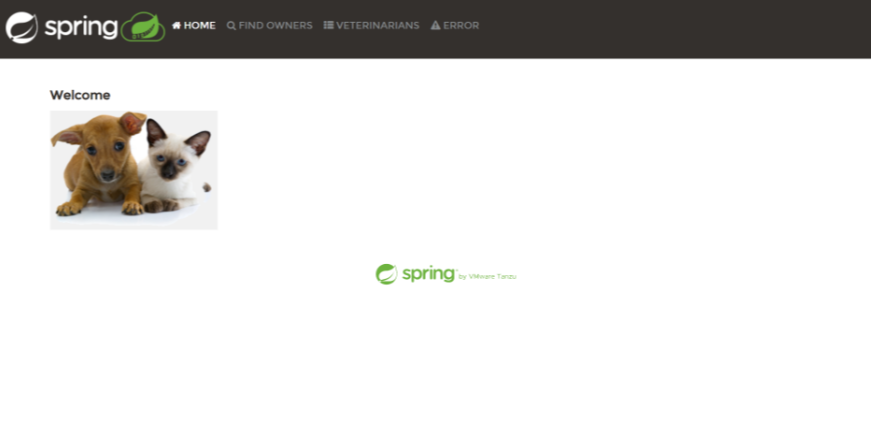 spring HOME FIND OWNERS VETERINARIANS ERROR
Welcome
spring by VMware Tanzu